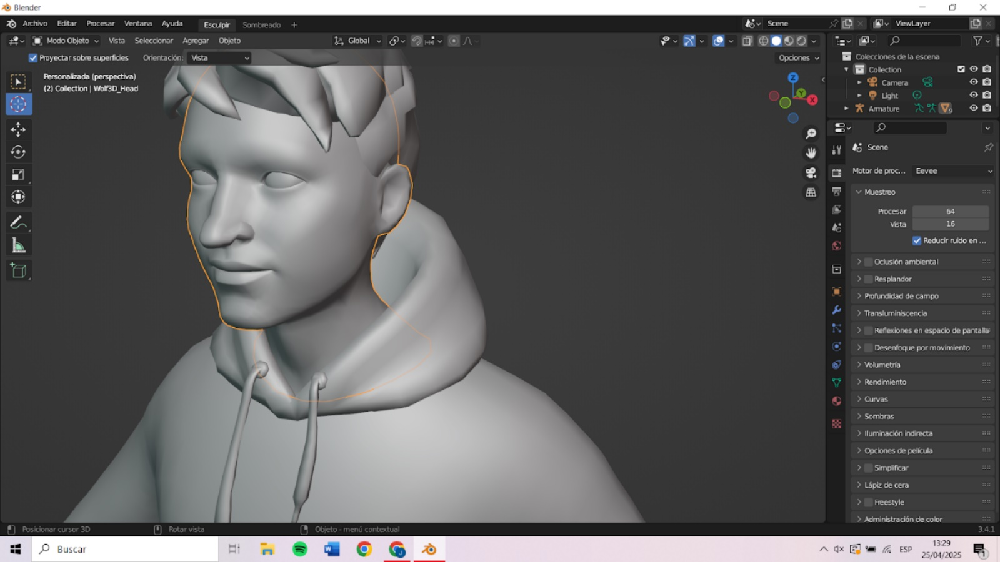 Blender
Archivo Editar Procesar Ventana Ayuda Esculpir Sombreado + Scene ViewLayer
Modo Objeto Vista Seleccionar Agregar Objeto Global
Proyectar sobre superficies Orientación: Vista Opciones
Personalizada (perspectiva)
(2) Collection | Wolf3D_Head
Z
Y
X
Colecciones de la escena
Collection
Camera
Light
Armature
Scene
Motor de proc... Eevee
Muestreo
Procesar 64
Vista 16
Reducir ruido en ...
Oclusión ambiental
Resplandor
Profundidad de campo
Transluminiscencia
Reflexiones en espacio de pantalla
Desenfoque por movimiento
Volumetría
Rendimiento
Curvas
Sombras
Iluminación indirecta
Opciones de película
Simplificar
Lápiz de cera
Freestyle
Administración de color
Posicionar cursor 3D Rotar vista Objeto - menú contextual 3.4.1
Buscar ESP 13:29
25/04/2025 1